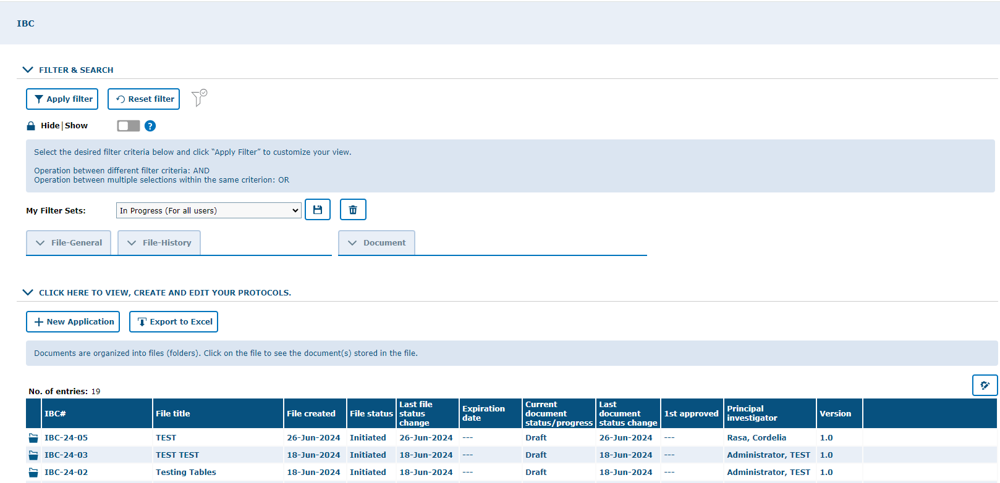 IBC
FILTER & SEARCH
Apply filter Reset filter
Hide|Show ?
Select the desired filter criteria below and click “Apply Filter” to customize your view.
Operation between different filter criteria: AND
Operation between multiple selections within the same criterion: OR
My Filter Sets: In Progress (For all users)
File-General File-History Document
CLICK HERE TO VIEW, CREATE AND EDIT YOUR PROTOCOLS.
New Application Export to Excel
Documents are organized into files (folders). Click on the file to see the document(s) stored in the file.
No. of entries: 19
IBC# File title File created File status Last file status change Expiration date Current document status/progress Last document status change 1st approved Principal investigator Version
IBC-24-05 TEST 26-Jun-2024 Initiated 26-Jun-2024 --- Draft 26-Jun-2024 --- Rasa, Cordelia 1.0
IBC-24-03 TEST TEST 18-Jun-2024 Initiated 18-Jun-2024 --- Draft 18-Jun-2024 --- Administrator, TEST 1.0
IBC-24-02 Testing Tables 18-Jun-2024 Initiated 18-Jun-2024 --- Draft 18-Jun-2024 --- Administrator, TEST 1.0